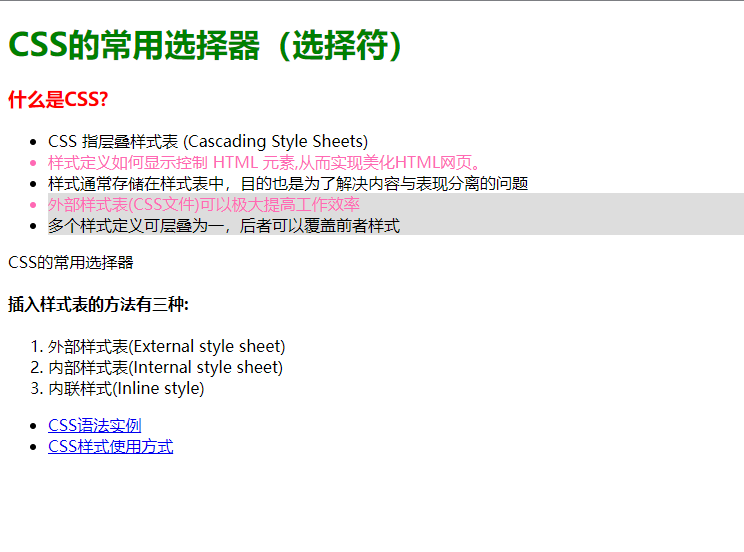 CSS的常用选择器（选择符）
什么是CSS?
CSS 指层叠样式表 (Cascading Style Sheets)
样式定义如何显示控制 HTML 元素,从而实现美化HTML网页。
样式通常存储在样式表中，目的也是为了解决内容与表现分离的问题
外部样式表(CSS文件)可以极大提高工作效率
多个样式定义可层叠为一，后者可以覆盖前者样式
CSS的常用选择器
插入样式表的方法有三种:
1. 外部样式表(External style sheet)
2. 内部样式表(Internal style sheet)
3. 内联样式(Inline style)
CSS语法实例
CSS样式使用方式